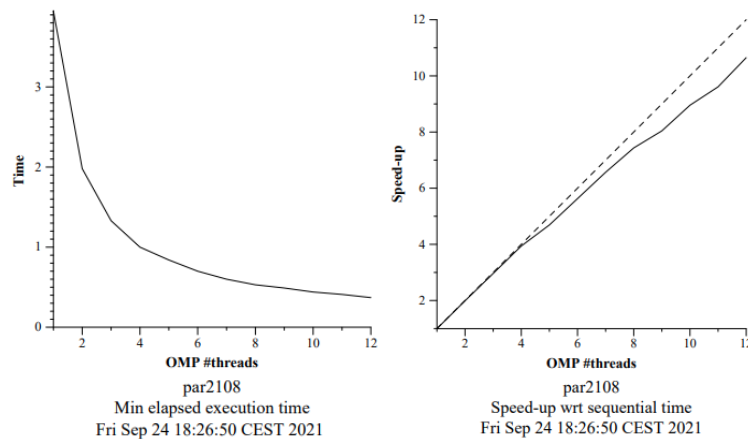 3
2
1
0
Time
2
4
6
8
10
12
OMP #threads
par2108
Min elapsed execution time
Fri Sep 24 18:26:50 CEST 2021
12
10
8
6
4
2
Speed-up
2
4
6
8
10
12
OMP #threads
par2108
Speed-up wrt sequential time
Fri Sep 24 18:26:50 CEST 2021